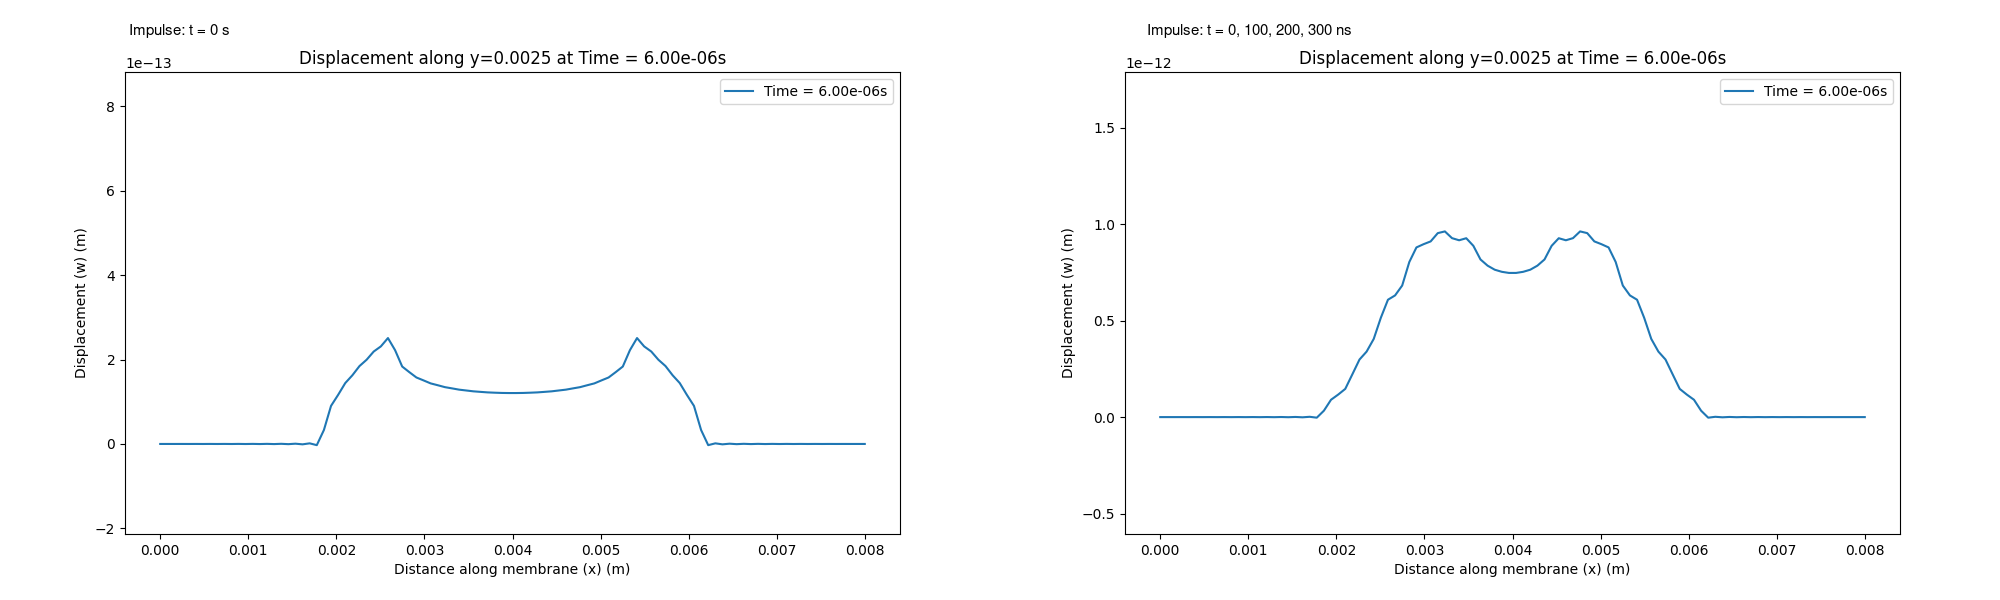 Impulse: t = 0 s
Displacement along y=0.0025 at Time = 6.00e-06s
1e−13
Time = 6.00e-06s
8
6
4
2
0
−2
Displacement (w) (m)
0.000 0.001 0.002 0.003 0.004 0.005 0.006 0.007 0.008
Distance along membrane (x) (m)
Impulse: t = 0, 100, 200, 300 ns
Displacement along y=0.0025 at Time = 6.00e-06s
1e−12
Time = 6.00e-06s
1.5
1.0
0.5
0.0
−0.5
Displacement (w) (m)
0.000 0.001 0.002 0.003 0.004 0.005 0.006 0.007 0.008
Distance along membrane (x) (m)